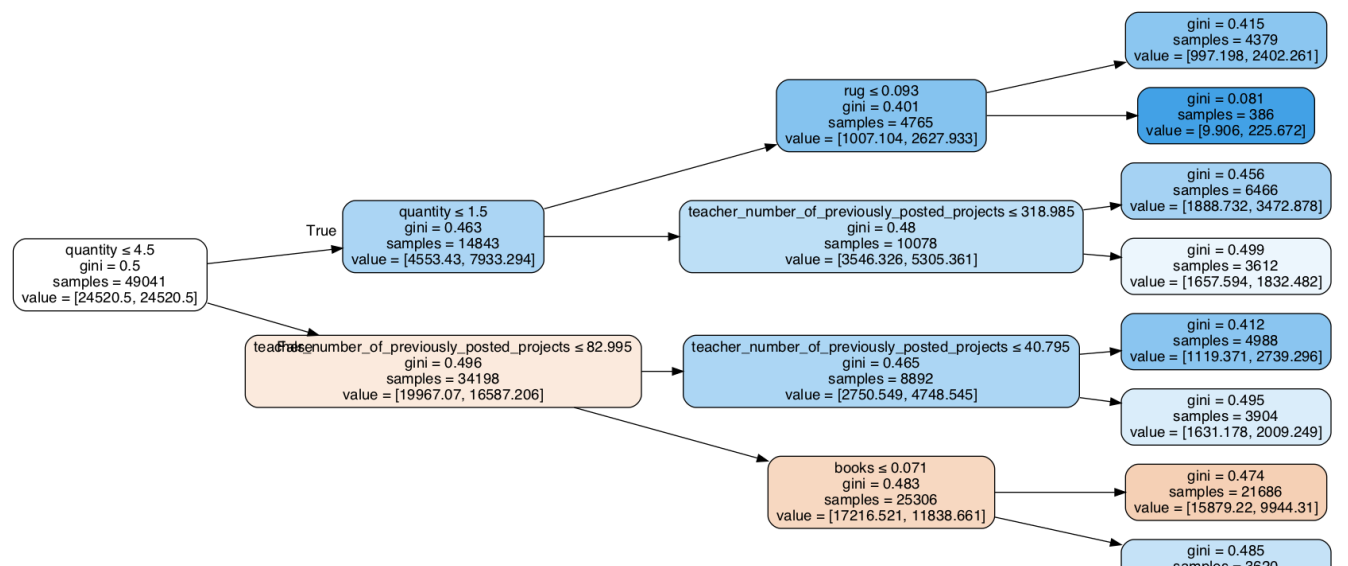 gini = 0.415
samples = 4379
value = [997.198, 2402.261]
rug ≤ 0.093
gini = 0.401
samples = 4765
value = [1007.104, 2627.933]
gini = 0.081
samples = 386
value = [9.906, 225.672]
gini = 0.456
samples = 6466
value = [1888.732, 3472.878]
quantity ≤ 1.5
gini = 0.463
samples = 14843
value = [4553.43, 7933.294]
teacher_number_of_previously_posted_projects ≤ 318.985
gini = 0.48
samples = 10078
value = [3546.326, 5305.361]
True
quantity ≤ 4.5
gini = 0.5
samples = 49041
value = [24520.5, 24520.5]
gini = 0.499
samples = 3612
value = [1657.594, 1832.482]
False
teacher_number_of_previously_posted_projects ≤ 82.995
gini = 0.496
samples = 34198
value = [19967.07, 16587.206]
teacher_number_of_previously_posted_projects ≤ 40.795
gini = 0.465
samples = 8892
value = [2750.549, 4748.545]
gini = 0.412
samples = 4988
value = [1119.371, 2739.296]
gini = 0.495
samples = 3904
value = [1631.178, 2009.249]
books ≤ 0.071
gini = 0.483
samples = 25306
value = [17216.521, 11838.661]
gini = 0.474
samples = 21686
value = [15879.22, 9944.31]
gini = 0.485
samples = 3620